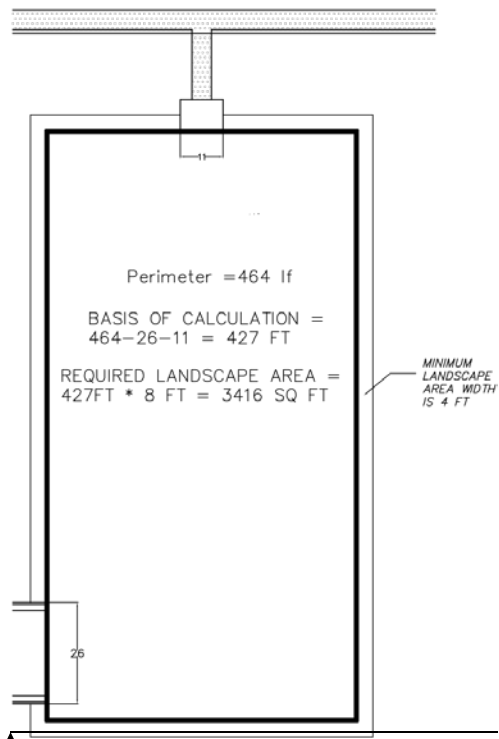 11
Perimeter =464 lf
BASIS OF CALCULATION =
464-26-11 = 427 FT
REQUIRED LANDSCAPE AREA =
427FT * 8 FT = 3416 SQ FT
MINIMUM
LANDSCAPE
AREA WIDTH
IS 4 FT
26